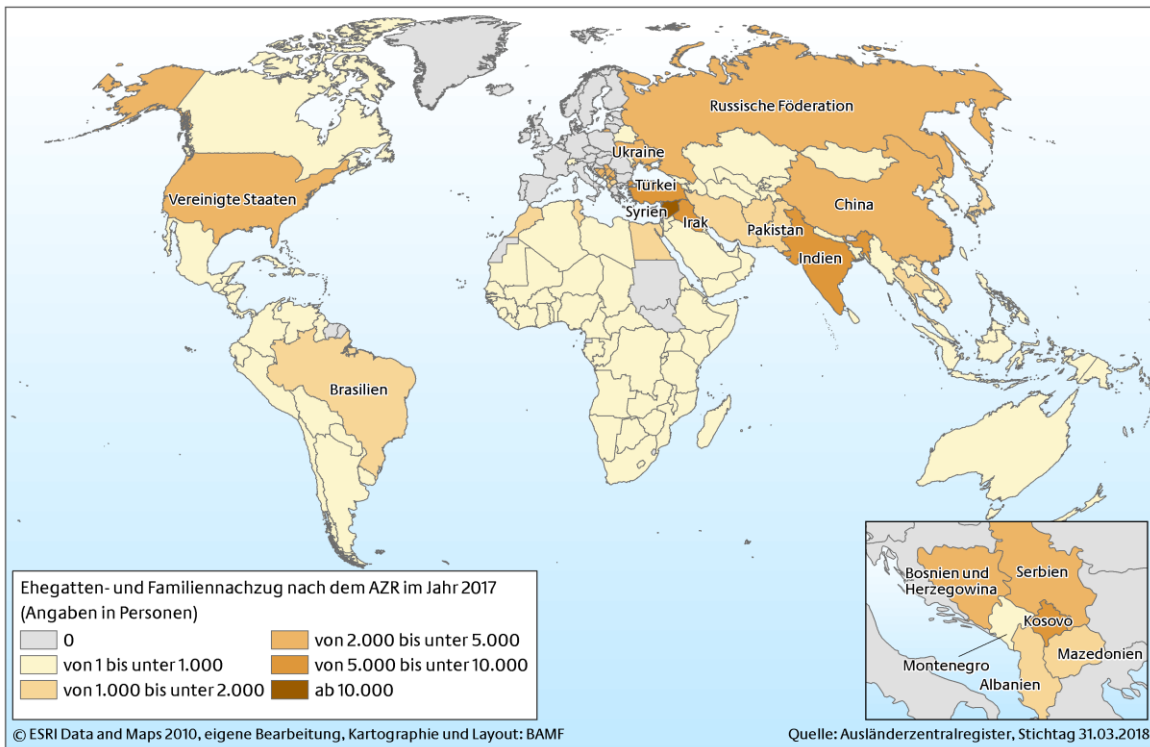 Russische Föderation
Ukraine
Vereinigte Staaten
Türkei
China
Syrien
Irak
Pakistan
Indien
Brasilien
Bosnien und
Herzegowina
Serbien
Kosovo
Mazedonien
Montenegro
Albanien
Ehegatten- und Familiennachzug nach dem AZR im Jahr 2017
(Angaben in Personen)
0
von 1 bis unter 1.000
von 1.000 bis unter 2.000
von 2.000 bis unter 5.000
von 5.000 bis unter 10.000
ab 10.000
© ESRI Data and Maps 2010, eigene Bearbeitung, Kartographie und Layout: BAMF
Quelle: Ausländerzentralregister, Stichtag 31.03.2018